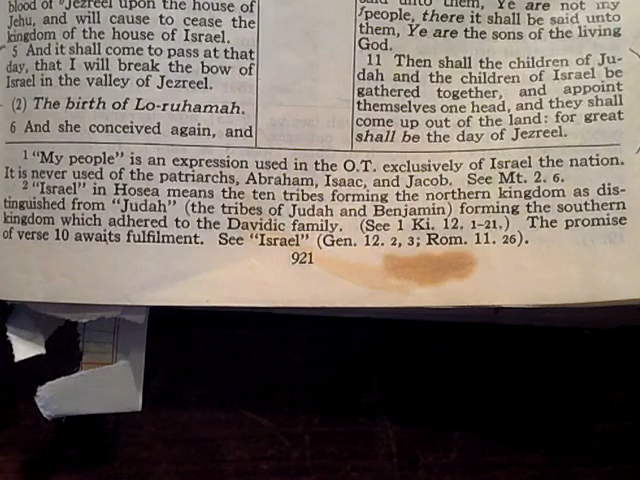 blood of Jezreel upon the house of
Jehu, and will cause to cease the
kingdom of the house of Israel.
5 And it shall come to pass at that
day, that I will break the bow of
Israel in the valley of Jezreel.
(2) The birth of Lo-ruhamah.
6 And she conceived again, and
said unto them, Ye are not my
people, there it shall be said unto
them, Ye are the sons of the living
God.
11 Then shall the children of Ju-
dah and the children of Israel be
gathered together, and appoint
themselves one head, and they shall
come up out of the land: for great
shall be the day of Jezreel.
1 "My people" is an expression used in the O.T. exclusively of Israel the nation.
It is never used of the patriarchs, Abraham, Isaac, and Jacob. See Mt. 2. 6.
2 "Israel" in Hosea means the ten tribes forming the northern kingdom as dis-
tinguished from "Judah" (the tribes of Judah and Benjamin) forming the southern
kingdom which adhered to the Davidic family. (See 1 Ki. 12. 1-21.) The promise
of verse 10 awaits fulfilment. See "Israel" (Gen. 12. 2, 3; Rom. 11. 26).
921